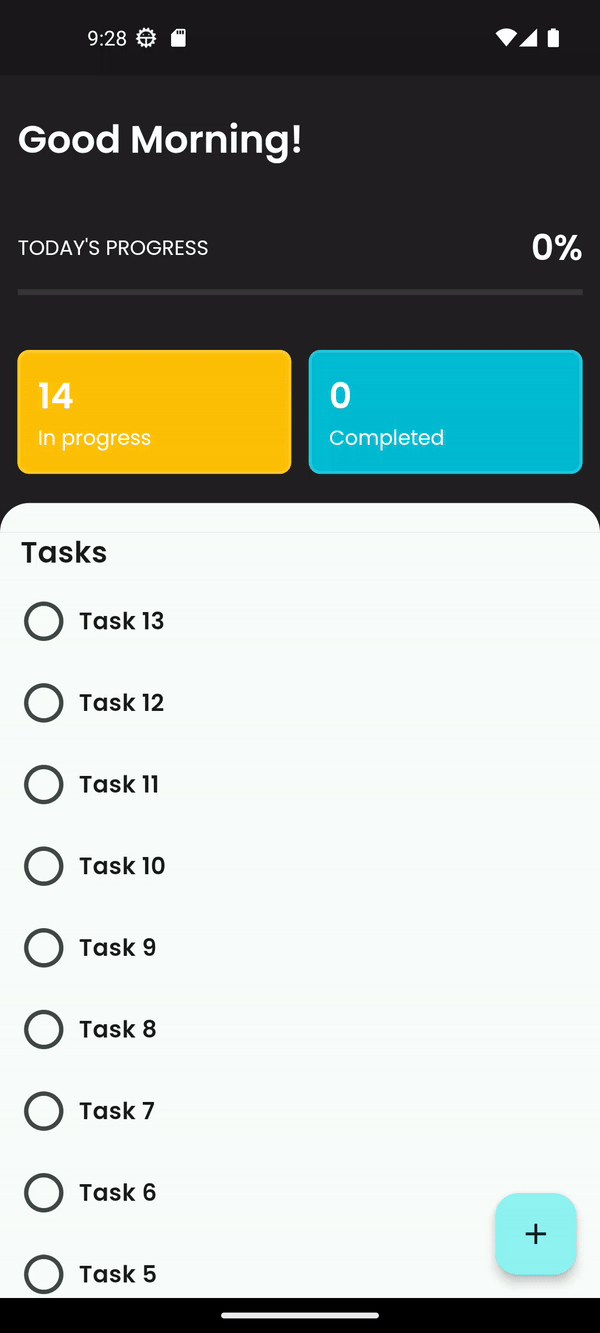 9:28
Good Morning!
TODAY'S PROGRESS 0%
14 0
In progress Completed
Tasks
Task 13
Task 12
Task 11
Task 10
Task 9
Task 8
Task 7
Task 6
Task 5
+